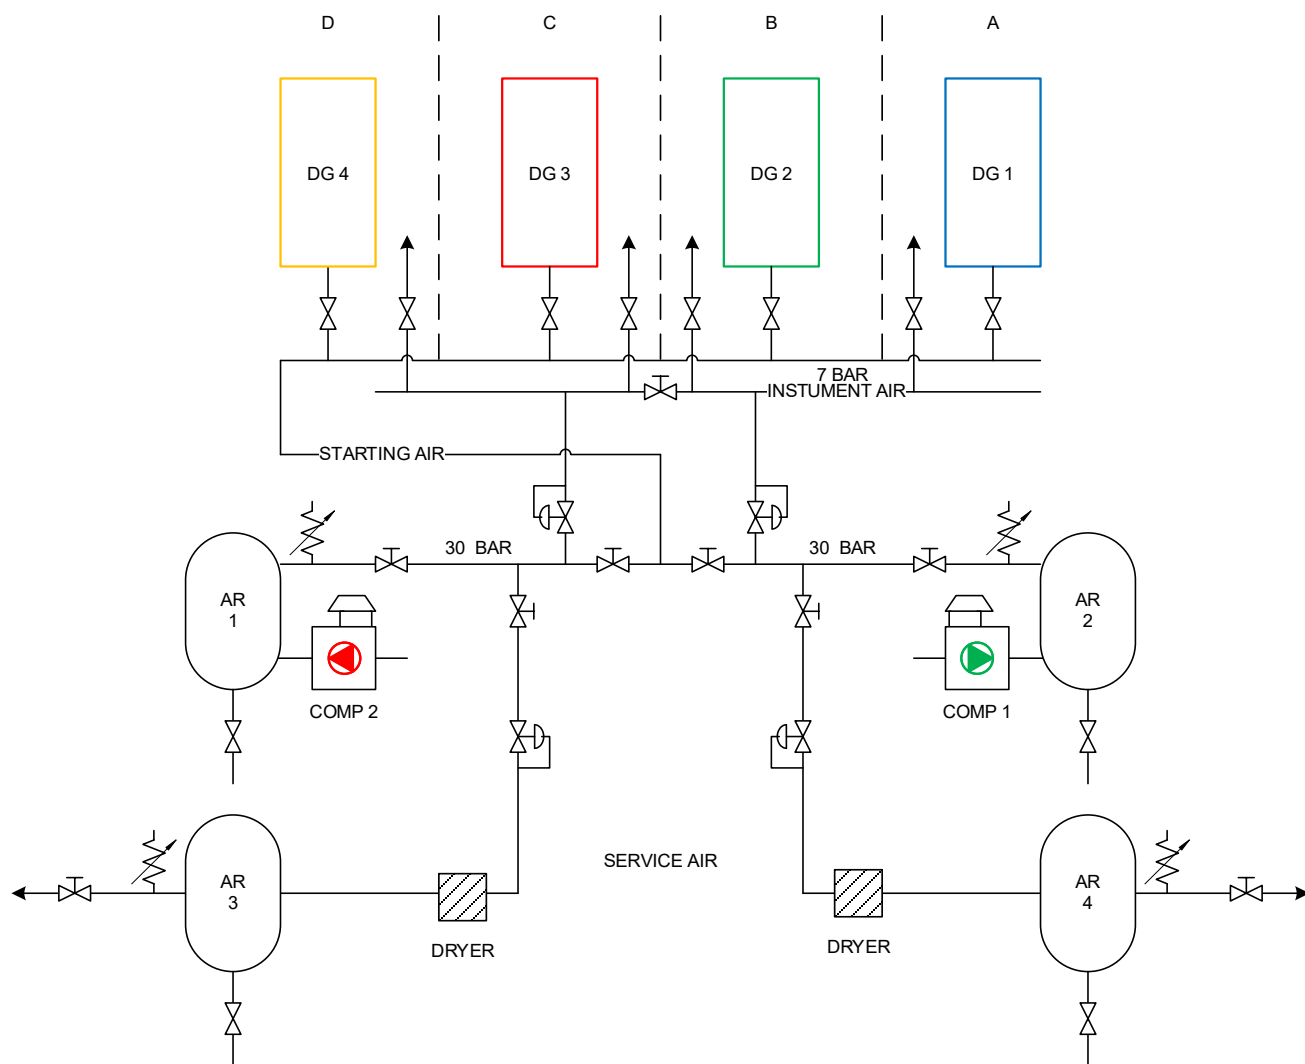 D
C
B
A
DG 4
DG 3
DG 2
DG 1
7 BAR
INSTUMENT AIR
STARTING AIR
30 BAR
30 BAR
AR
1
AR
2
COMP 2
COMP 1
SERVICE AIR
AR
3
AR
4
DRYER
DRYER